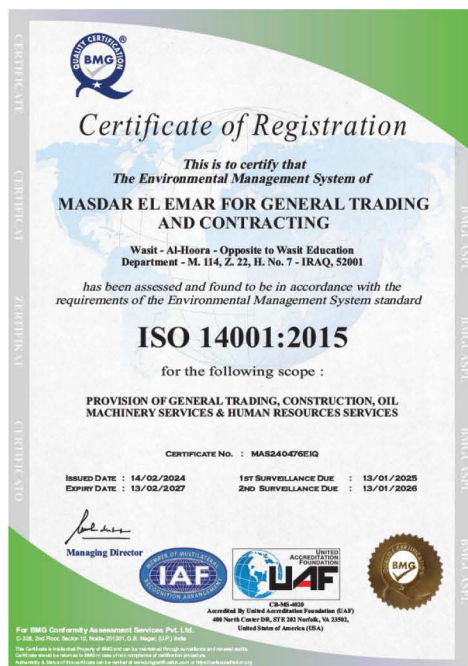 QUALITY CERTIFICATION
BMG
Certificate of Registration
This is to certify that
The Environmental Management System of
MASDAR EL EMAR FOR GENERAL TRADING
AND CONTRACTING
Wasit - Al-Hoora - Opposite to Wasit Education
Department - M. 114, Z. 22, H. No. 7 - IRAQ, 52001
has been assessed and found to be in accordance with the
requirements of the Environmental Management System standard
ISO 14001:2015
for the following scope :
PROVISION OF GENERAL TRADING, CONSTRUCTION, OIL
MACHINERY SERVICES & HUMAN RESOURCES SERVICES
CERTIFICATE No. : MAS240476EIQ
ISSUED DATE : 14/02/2024 1ST SURVEILLANCE DUE : 13/01/2025
EXPIRY DATE : 13/02/2027 2ND SURVEILLANCE DUE : 13/01/2026
Managing Director
MEMBER OF MULTILATERAL
IAF
RECOGNITION ARRANGEMENT
UNITED
ACCREDITATION
FOUNDATION
UAF
CB-MS-4020
Accredited By United Accreditation Foundation (UAF)
400 North Center DR, STE 202 Norfolk, VA 23502,
United States of America (USA)
BMG
For BMG Conformity Assessment Services Pvt. Ltd.
CERTIFICATE
CERTIFICAT
ZERTIFIKAT
CERTIFICATO